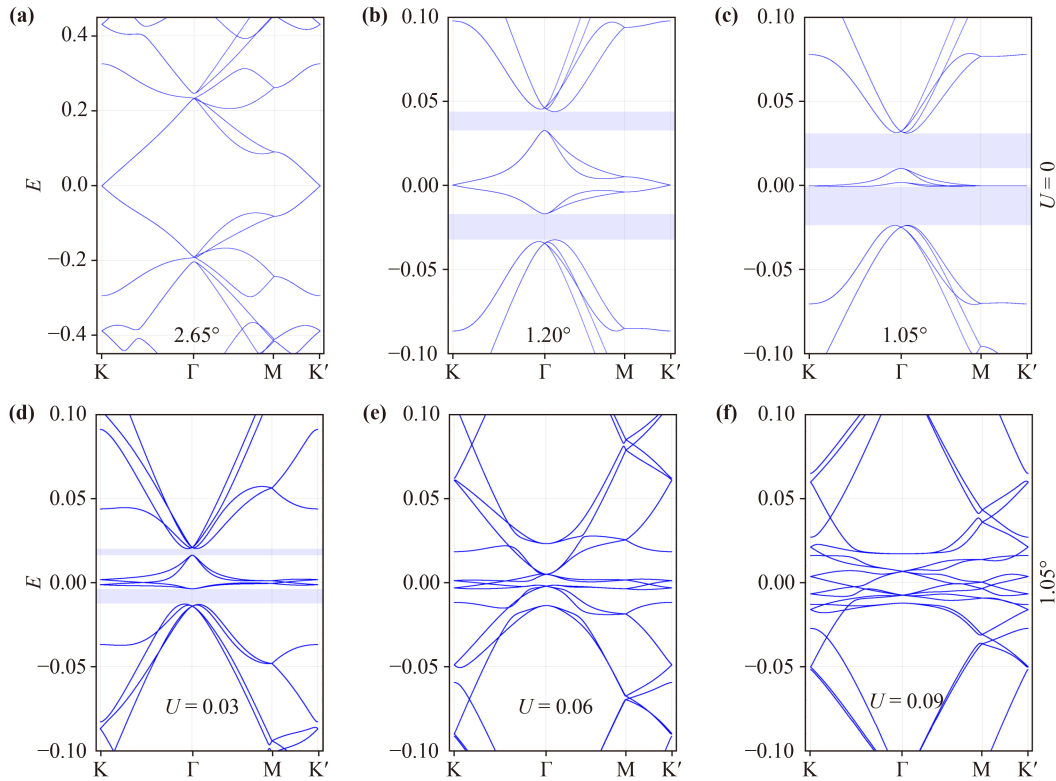 (a)
0.4
0.2
0.0
−0.2
−0.4
E
2.65°
K Γ M K′
(b)
0.10
0.05
0.00
−0.05
−0.10
1.20°
K Γ M K′
(c)
0.10
0.05
0.00
−0.05
−0.10
1.05°
K Γ M K′
U = 0
(d)
0.10
0.05
0.00
−0.05
−0.10
E
U = 0.03
K Γ M K′
(e)
0.10
0.05
0.00
−0.05
−0.10
U = 0.06
K Γ M K′
(f)
0.10
0.05
0.00
−0.05
−0.10
U = 0.09
K Γ M K′
1.05°